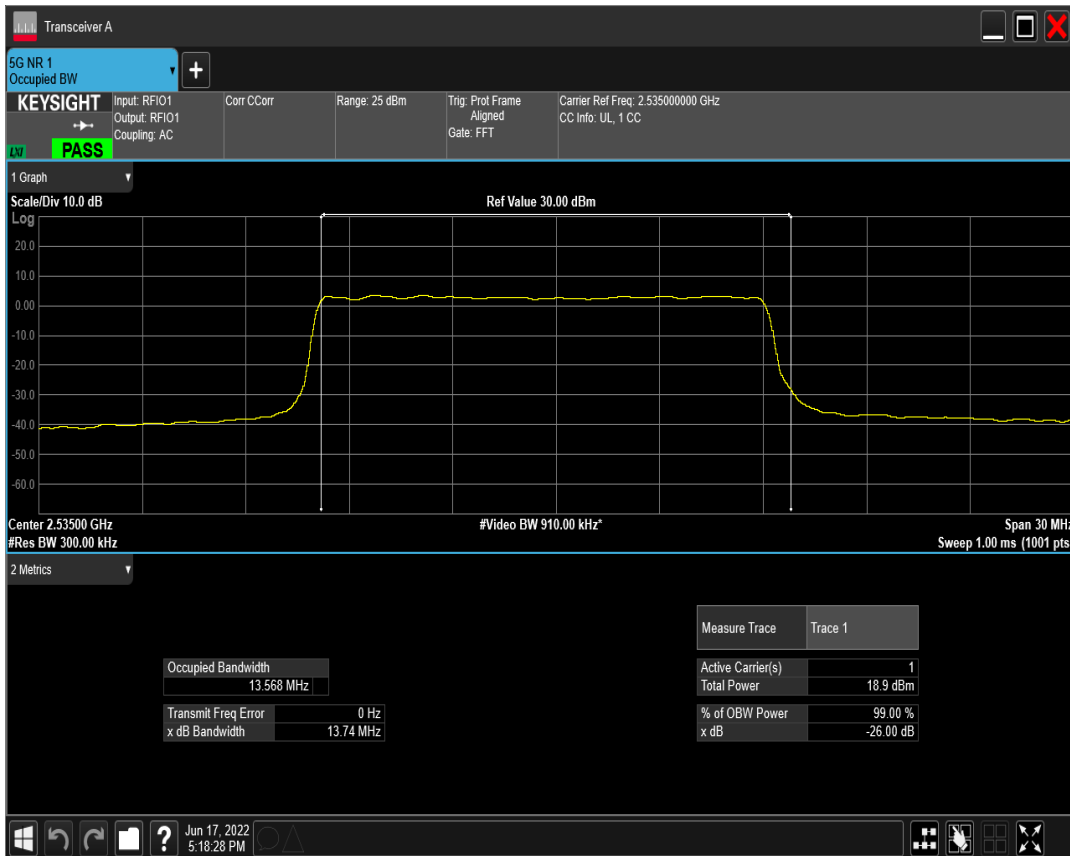 Transceiver A
5G NR 1
Occupied BW
KEYSIGHT
LXI
PASS
Input: RFIO1
Output: RFIO1
Coupling: AC
Corr CCorr
Range: 25 dBm
Trig: Prot Frame
Aligned
Gate: FFT
Carrier Ref Freq: 2.535000000 GHz
CC Info: UL, 1 CC
1 Graph
Scale/Div 10.0 dB
Ref Value 30.00 dBm
Log
20.0
10.0
0.00
-10.0
-20.0
-30.0
-40.0
-50.0
-60.0
Center 2.53500 GHz
#Video BW 910.00 kHz*
Span 30 MHz
#Res BW 300.00 kHz
Sweep 1.00 ms (1001 pts
2 Metrics
Measure Trace Trace 1
Occupied Bandwidth
13.568 MHz
Active Carrier(s) 1
Total Power 18.9 dBm
Transmit Freq Error 0 Hz
x dB Bandwidth 13.74 MHz
% of OBW Power 99.00 %
x dB -26.00 dB
Jun 17, 2022
5:18:28 PM